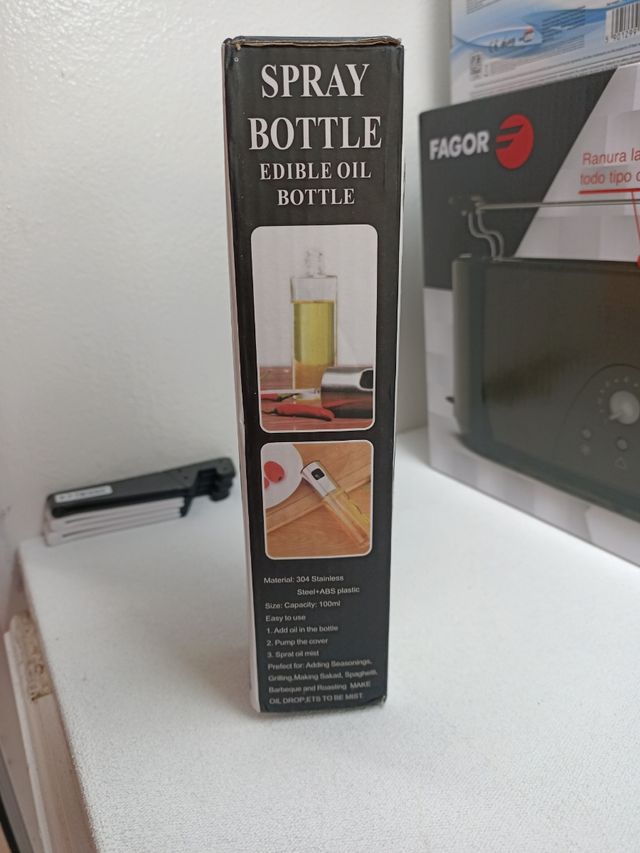 SPRAY
BOTTLE
EDIBLE OIL
BOTTLE
Material: 304 Stainless
Steel+ABS plastic
Size: Capacity: 100ml
Easy to use
1. Add oil in the bottle
2. Pump the cover
3. Sprat oil mist
Prefect for: Adding Seasonings,
Grilling,Making Sakad, Spaghetti,
Barbeque and Roasting MAKE
OIL DROP,ETS TO BE MIST.
FAGOR
Ranura la
todo tipo